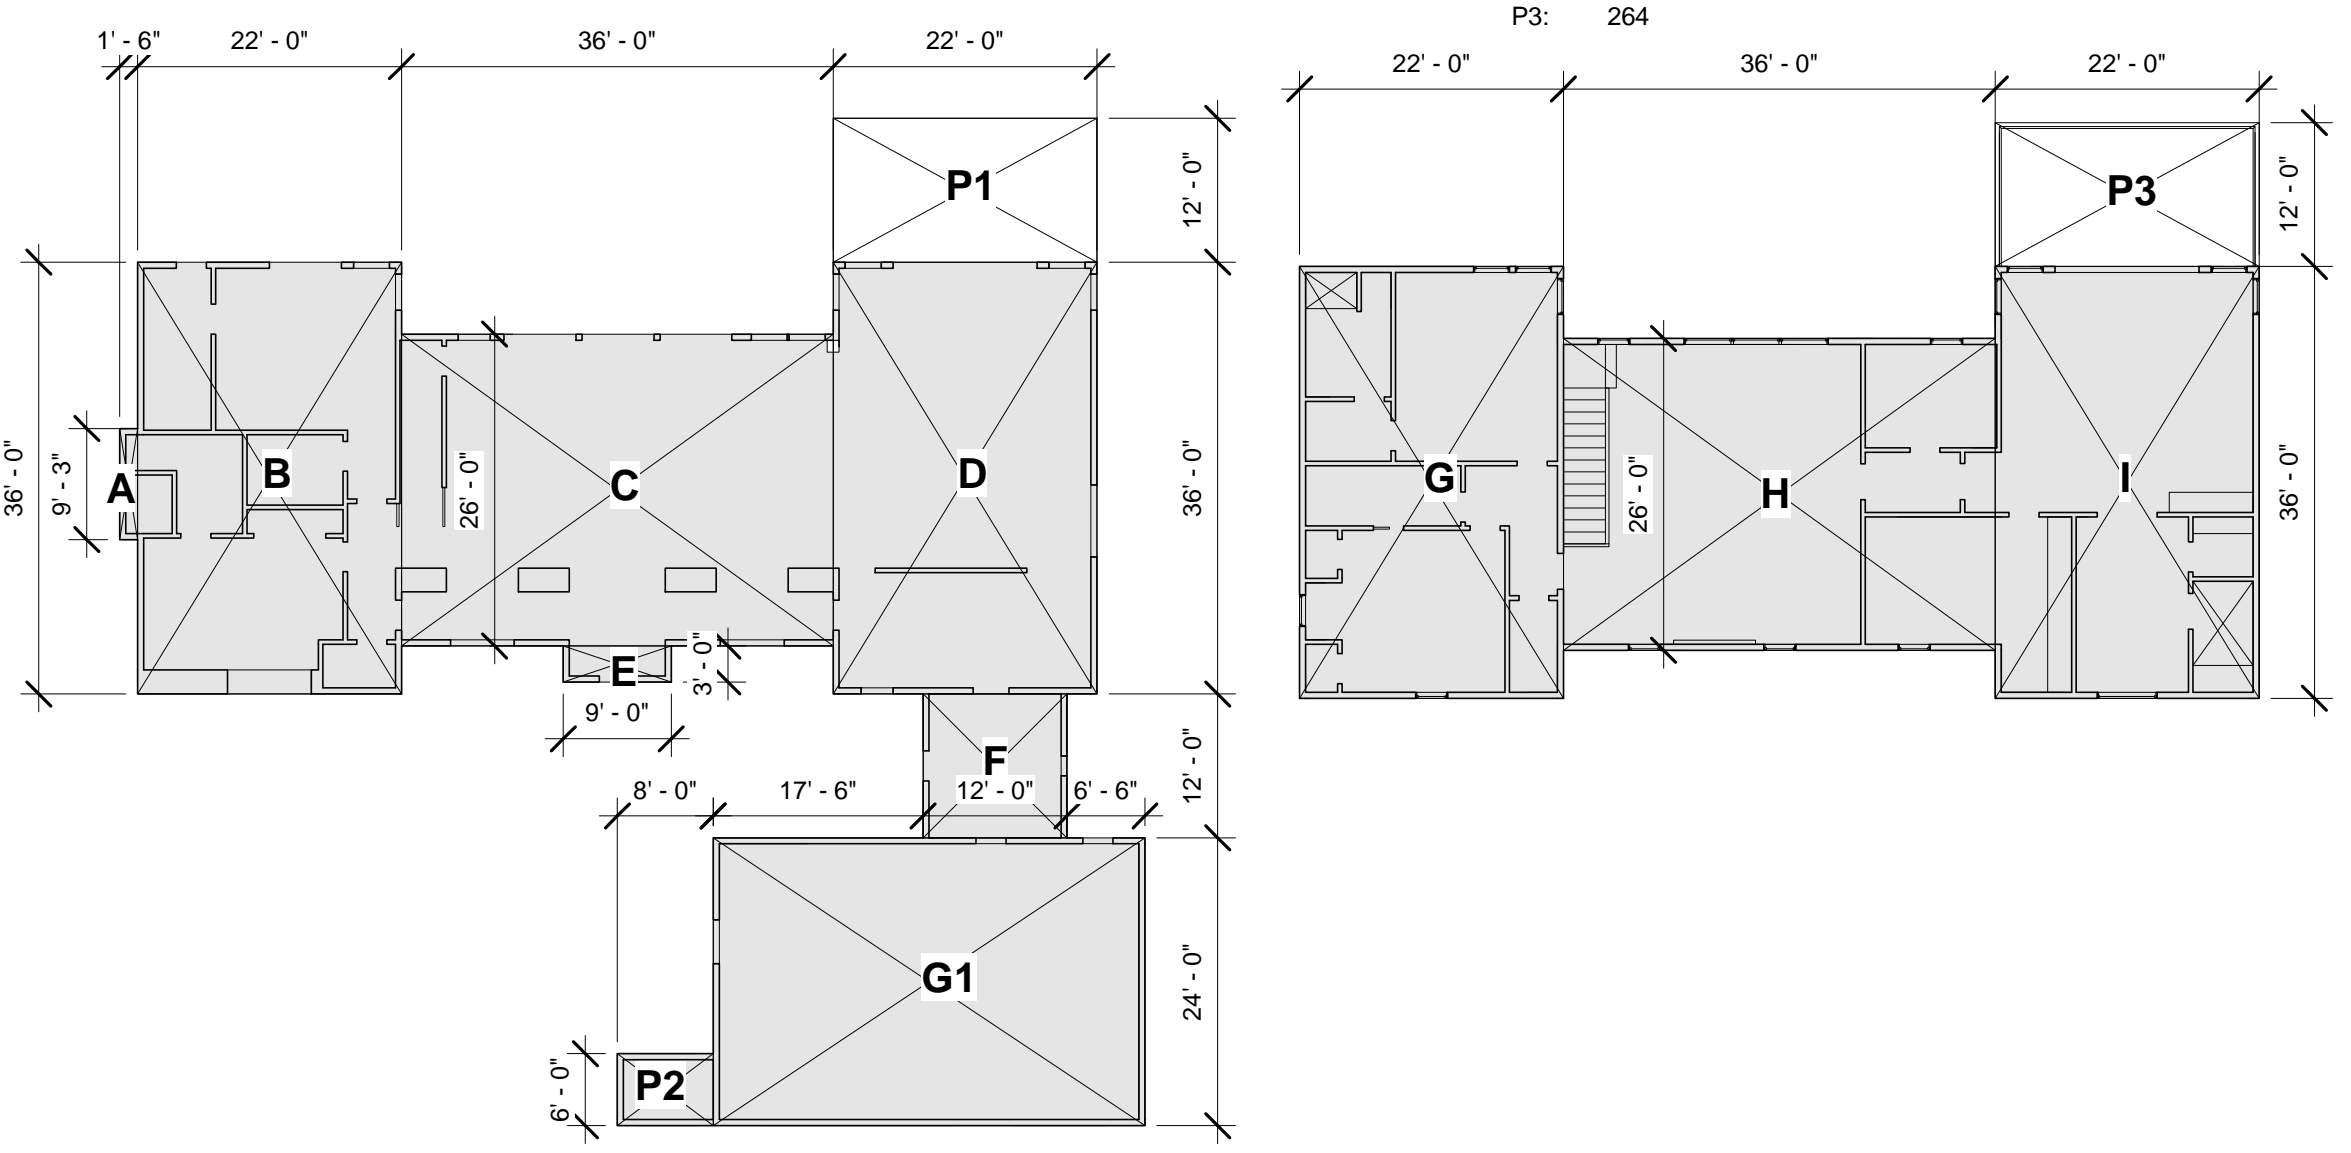 P3: 264
1' - 6" 22' - 0" 36' - 0" 22' - 0"
22' - 0" 36' - 0" 22' - 0"
P1
12' - 0"
P3
12' - 0"
36' - 0"
9' - 3"
A
B
26' - 0"
C
D
36' - 0"
G
26' - 0"
H
I
36' - 0"
E
3' - 0"
9' - 0"
F
12' - 0"
8' - 0" 17' - 6" 12' - 0" 6' - 6"
G1
24' - 0"
P2
6' - 0"